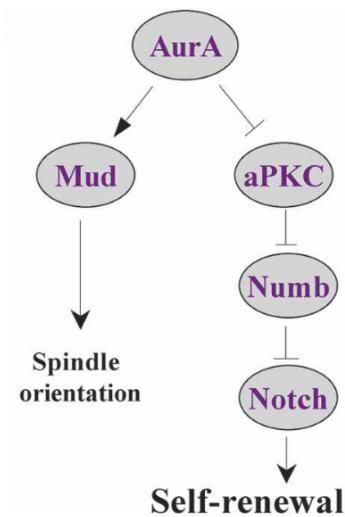 AurA
Mud
aPKC
Numb
Spindle
orientation
Notch
Self-renewal